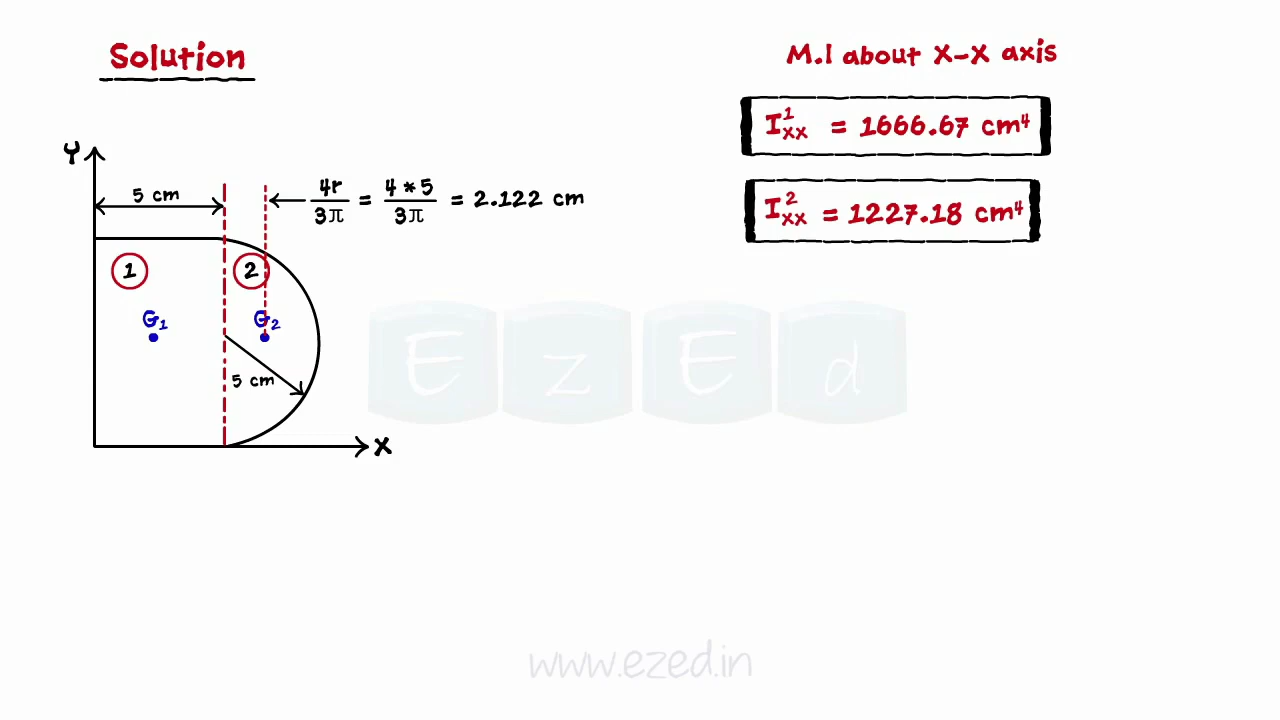 Solution
M.I about X-X axis
I¹xx = 1666.67 cm⁴
I²xx = 1227.18 cm⁴
Y
5 cm
4r/3π = 4*5/3π = 2.122 cm
1
2
G₁
G₂
5 cm
X
EzEd
www.ezed.in